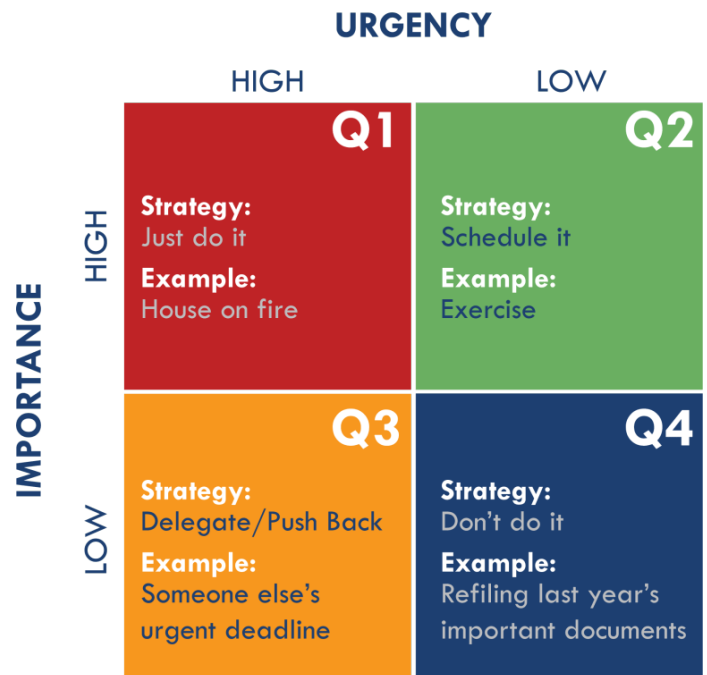 URGENCY
HIGH
LOW
IMPORTANCE
HIGH
Q1
Strategy:
Just do it
Example:
House on fire
Q2
Strategy:
Schedule it
Example:
Exercise
LOW
Q3
Strategy:
Delegate/Push Back
Example:
Someone else's
urgent deadline
Q4
Strategy:
Don't do it
Example:
Refiling last year's
important documents